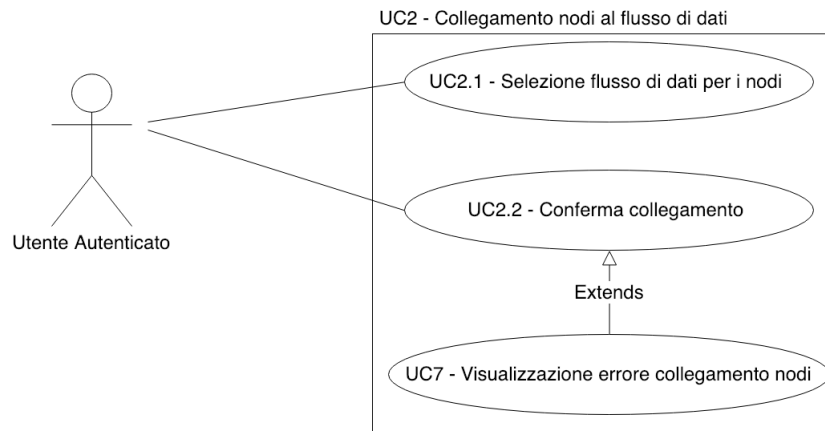 UC2 - Collegamento nodi al flusso di dati
UC2.1 - Selezione flusso di dati per i nodi
UC2.2 - Conferma collegamento
Utente Autenticato
Extends
UC7 - Visualizzazione errore collegamento nodi